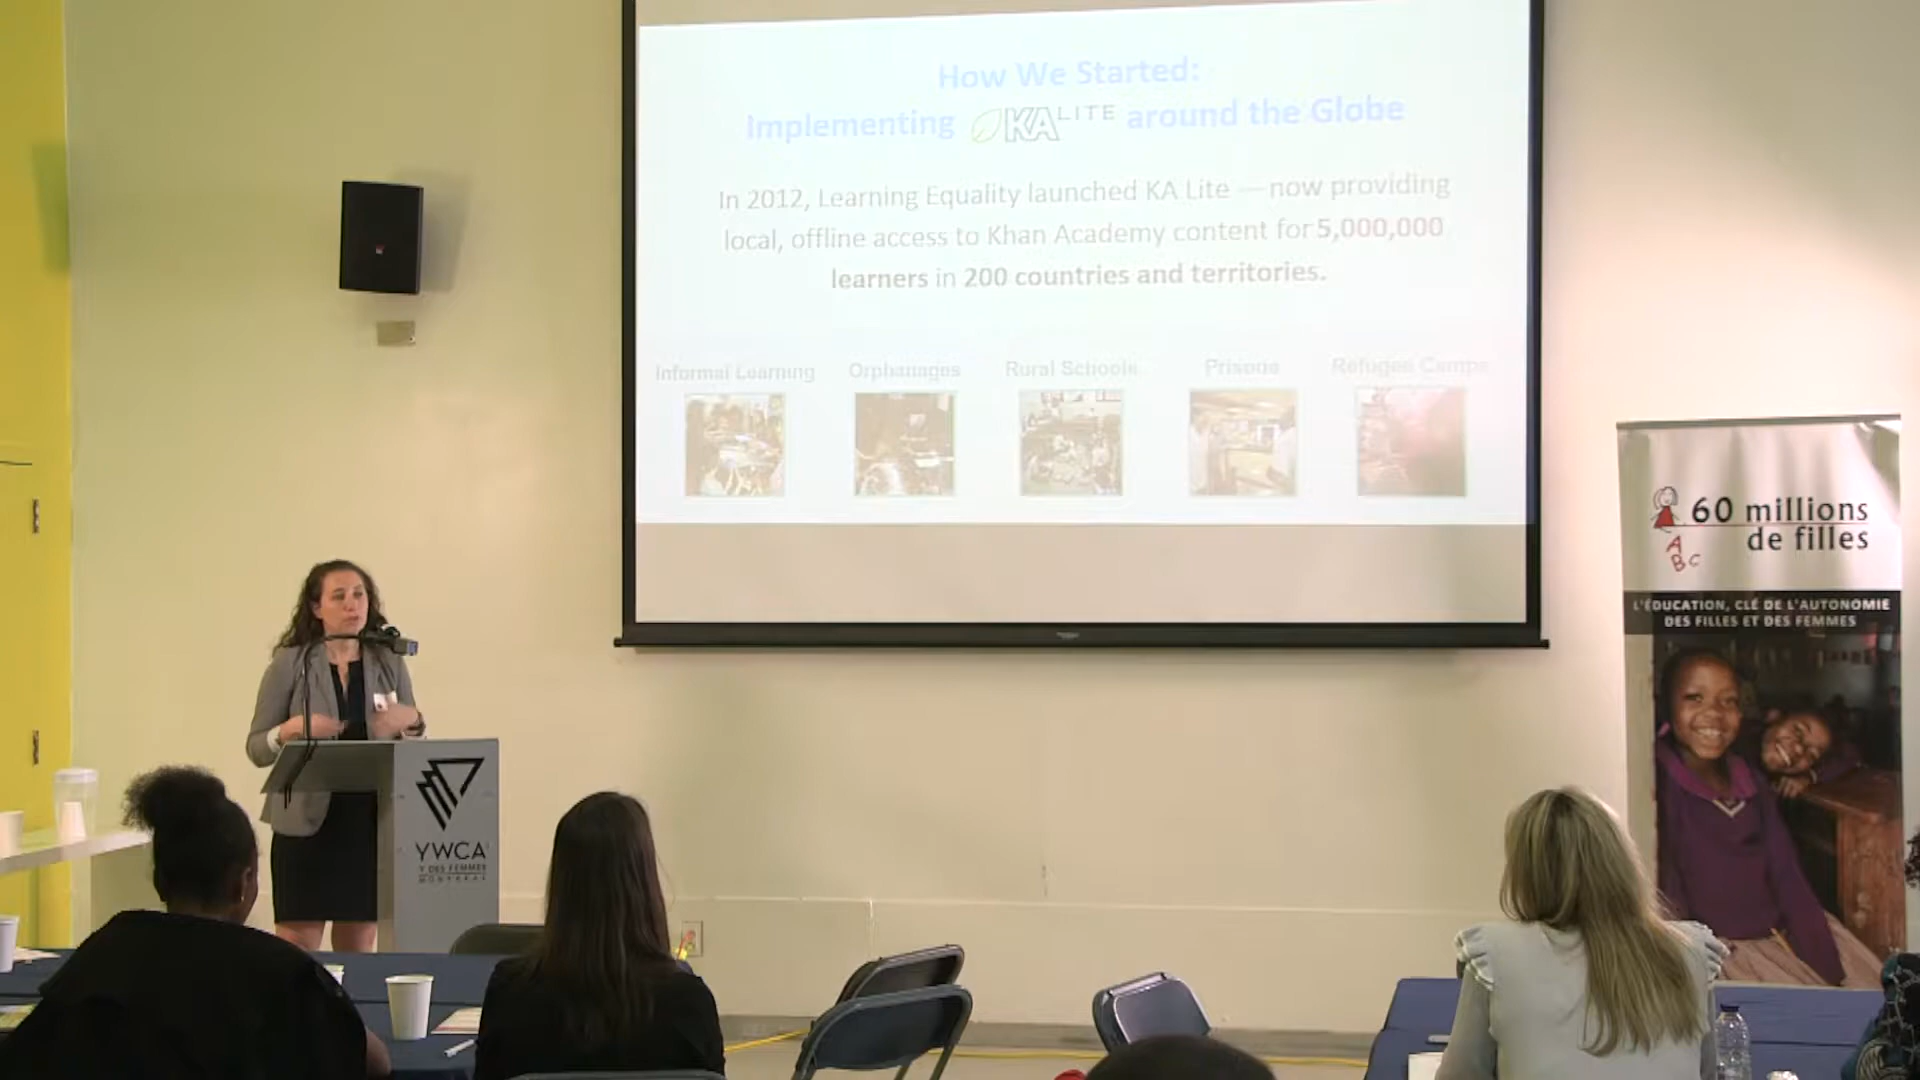 How We Started:
Implementing KA LITE around the Globe
In 2012, Learning Equality launched KA Lite — now providing
local, offline access to Khan Academy content for 5,000,000
learners in 200 countries and territories.
Informal Learning
Orphanages
Rural Schools
Prisons
Refugee Camps
60 millions
de filles
A
B C
L'ÉDUCATION, CLÉ DE L'AUTONOMIE
DES FILLES ET DES FEMMES
YWCA
Y DES FEMMES
MONTRÉAL